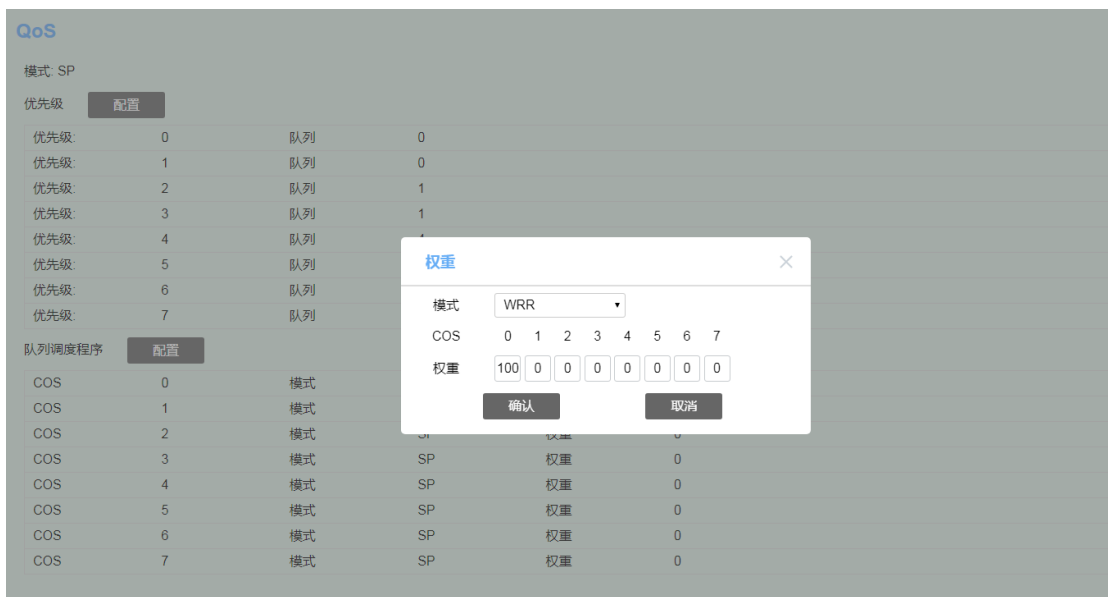 QoS
模式: SP
优先级 配置
优先级: 0 队列 0
优先级: 1 队列 0
优先级: 2 队列 1
优先级: 3 队列 1
优先级: 4 队列
优先级: 5 队列
优先级: 6 队列
优先级: 7 队列
队列调度程序 配置
COS 0 模式
COS 1 模式
COS 2 模式 SP 权重 0
COS 3 模式 SP 权重 0
COS 4 模式 SP 权重 0
COS 5 模式 SP 权重 0
COS 6 模式 SP 权重 0
COS 7 模式 SP 权重 0
权重 ×
模式 WRR
COS 0 1 2 3 4 5 6 7
权重 100 0 0 0 0 0 0 0
确认 取消